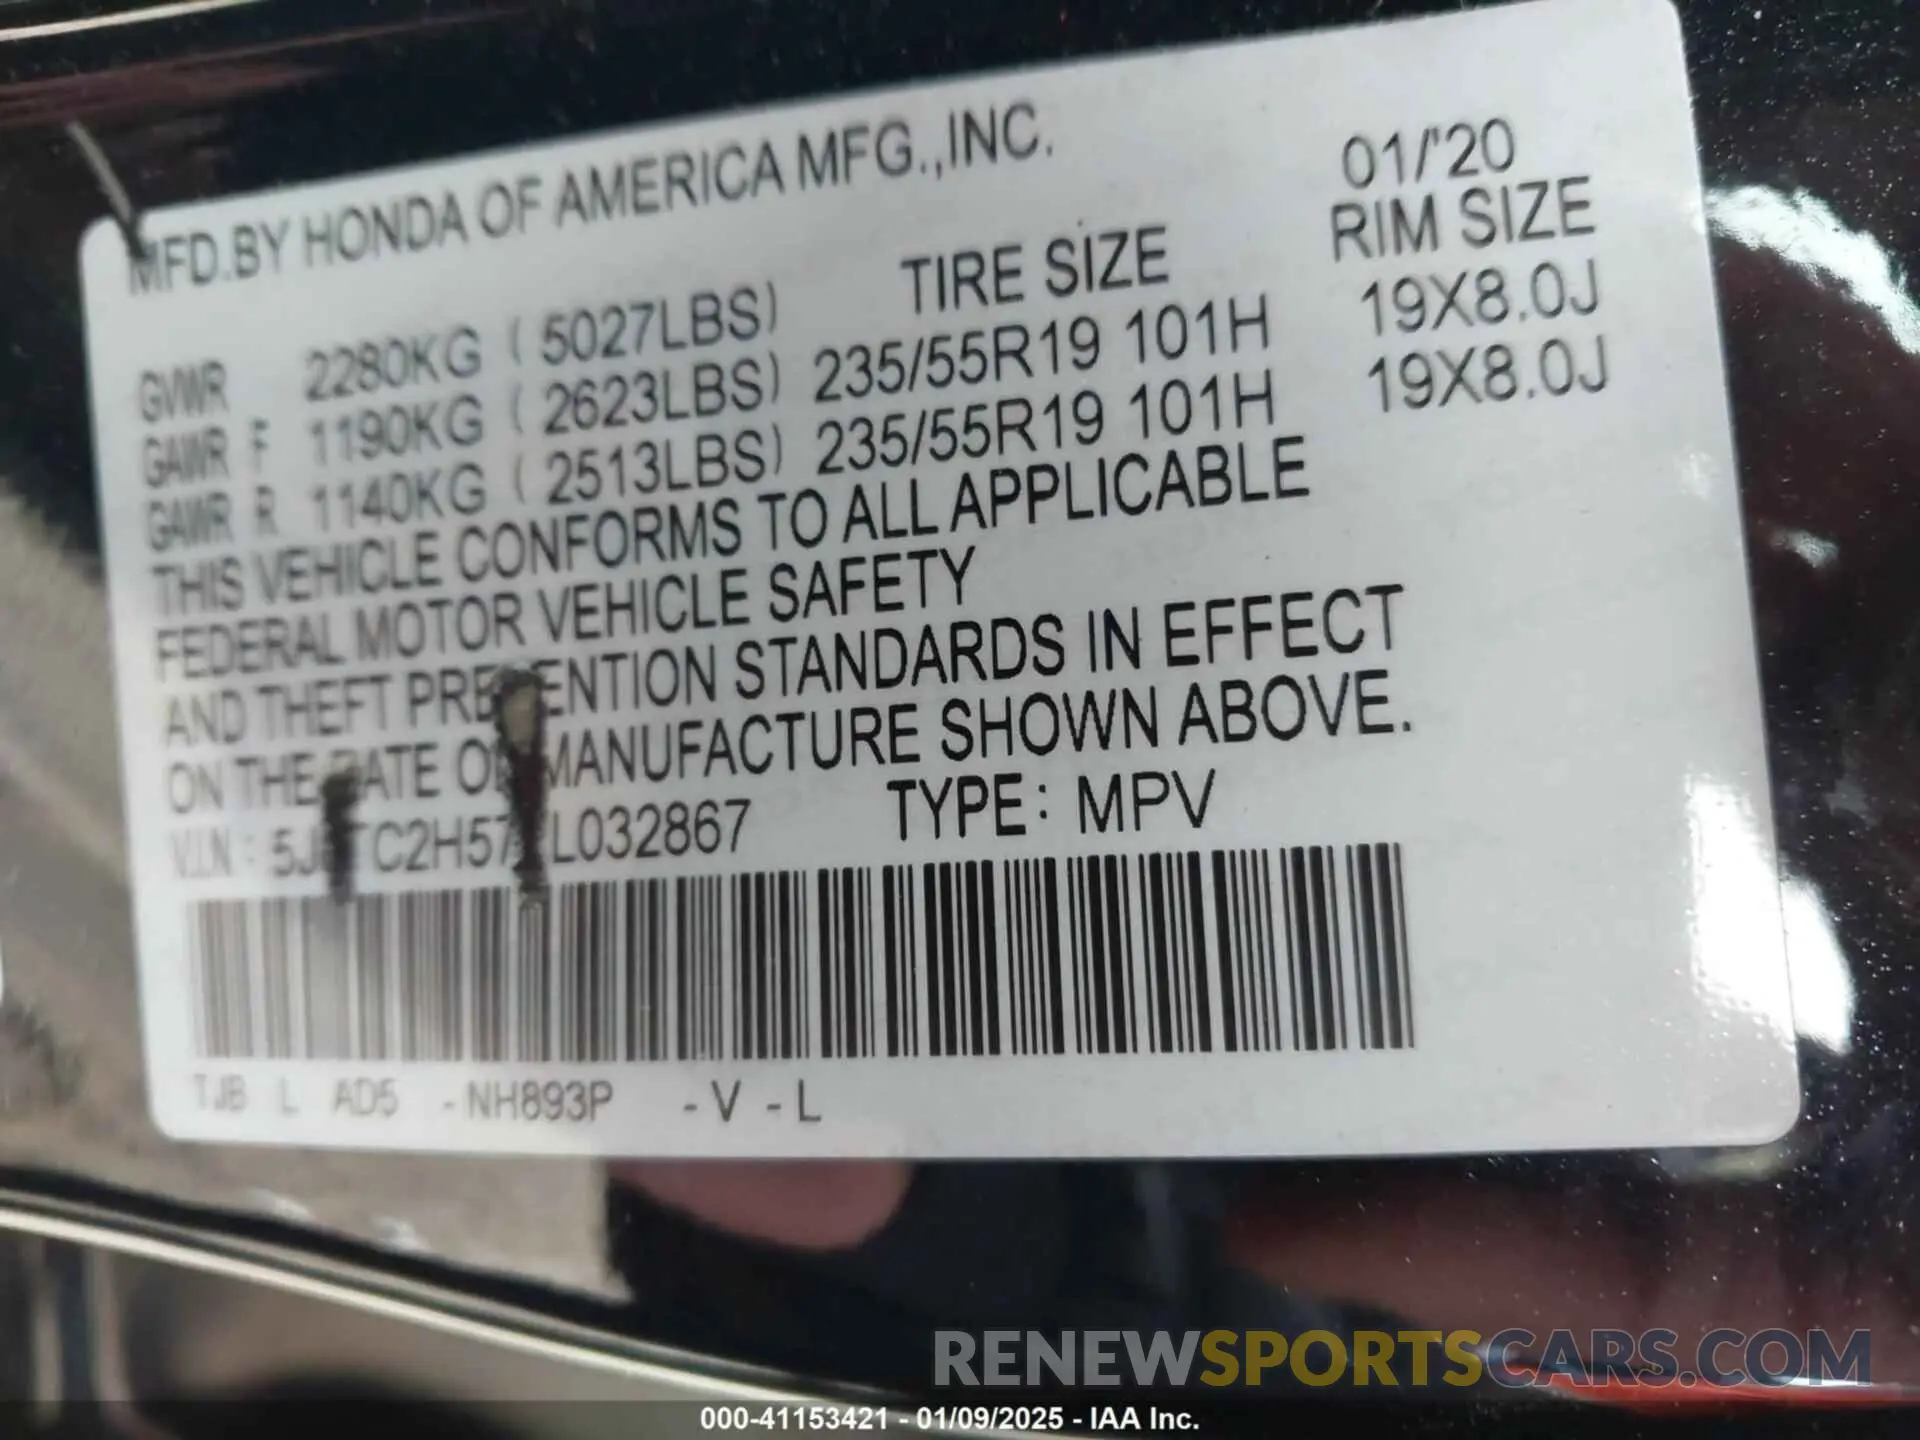 MFD.BY HONDA OF AMERICA MFG.,INC. 01/'20
TIRE SIZE RIM SIZE
GVWR 2280KG ( 5027LBS)
GAWR F 1190KG ( 2623LBS) 235/55R19 101H 19X8.0J
GAWR R 1140KG ( 2513LBS) 235/55R19 101H 19X8.0J
THIS VEHICLE CONFORMS TO ALL APPLICABLE
FEDERAL MOTOR VEHICLE SAFETY
AND THEFT PREVENTION STANDARDS IN EFFECT
ON THE DATE OF MANUFACTURE SHOWN ABOVE.
V.I.N : TYPE: MPV
TJB L AD5 -NH893P -V -L
RENEWSPORTSCARS.COM
000-41153421 - 01/09/2025 - IAA Inc.